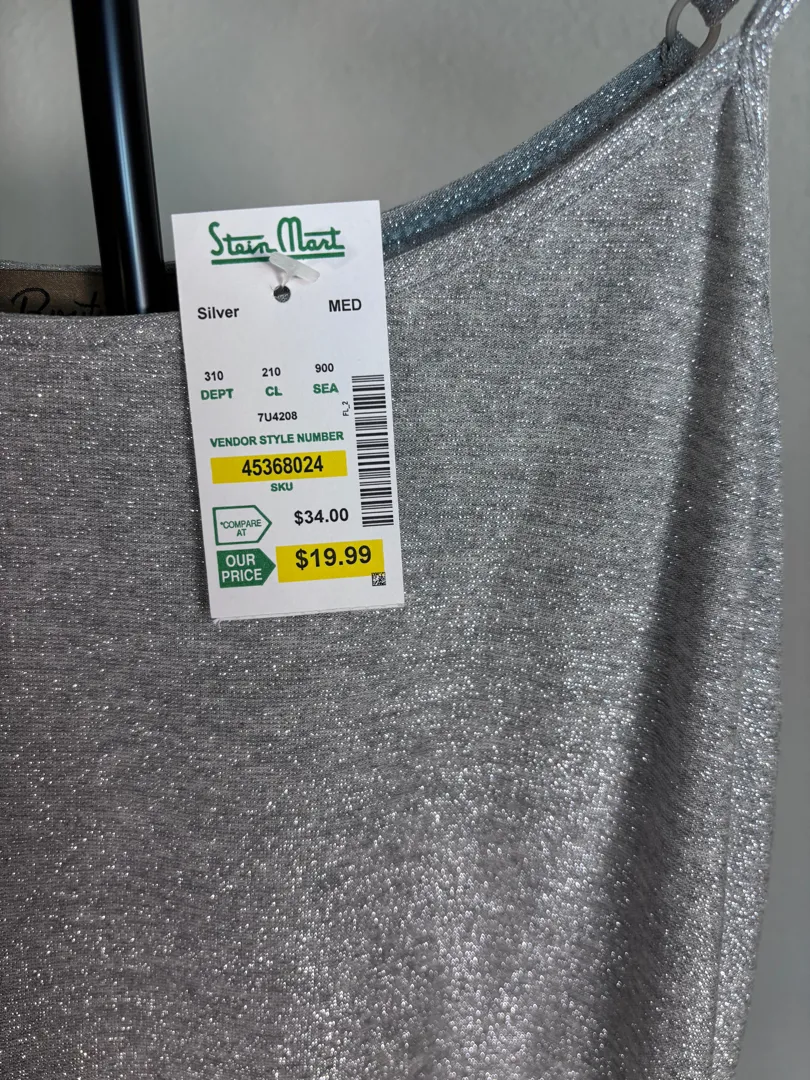 Stein Mart
Silver MED
310 210 900
DEPT CL SEA
7U4208
FL_2
VENDOR STYLE NUMBER
45368024
SKU
*COMPARE
AT
$34.00
OUR
PRICE
$19.99